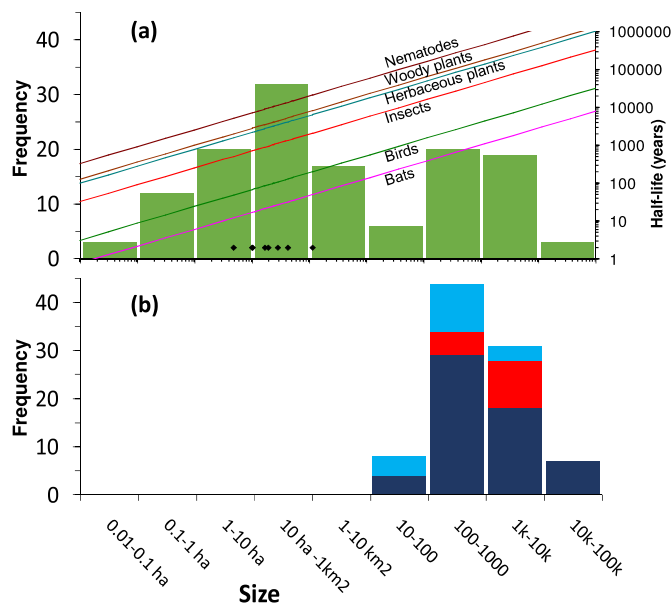 (a)
Frequency
40
30
20
10
0
Nematodes
Woody plants
Herbaceous plants
Insects
Birds
Bats
1000000
100000
10000
1000
100
10
1
Half-life (years)
(b)
Frequency
40
30
20
10
0
0.01-0.1 ha
0.1-1 ha
1-10 ha
10 ha -1km2
1-10 km2
10-100
100-1000
1k-10k
10k-100k
Size